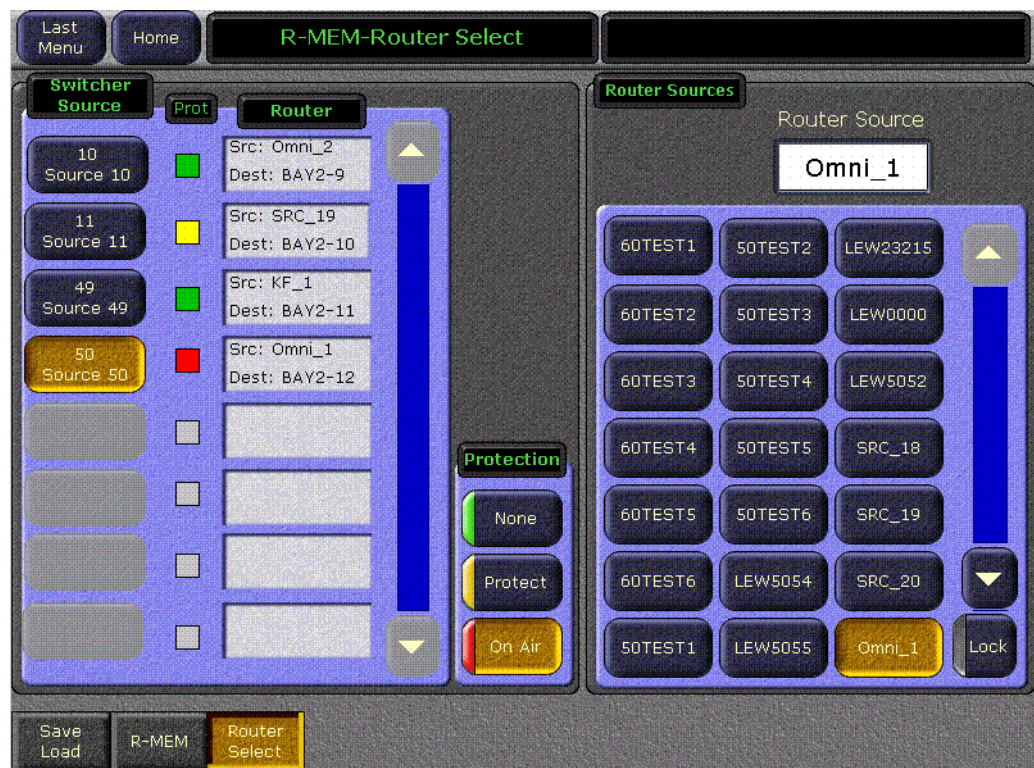 Last Menu
Home
R-MEM-Router Select
Switcher Source
Prot
Router
10
Source 10
Src: Omni_2
Dest: BAY2-9
11
Source 11
Src: SRC_19
Dest: BAY2-10
49
Source 49
Src: KF_1
Dest: BAY2-11
50
Source 50
Src: Omni_1
Dest: BAY2-12
Protection
None
Protect
On Air
Router Sources
Router Source
Omni_1
60TEST1 50TEST2 LEW23215
60TEST2 50TEST3 LEW0000
60TEST3 50TEST4 LEW5052
60TEST4 50TEST5 SRC_18
60TEST5 50TEST6 SRC_19
60TEST6 LEW5054 SRC_20
50TEST1 LEW5055 Omni_1 Lock
Save Load
R-MEM
Router Select